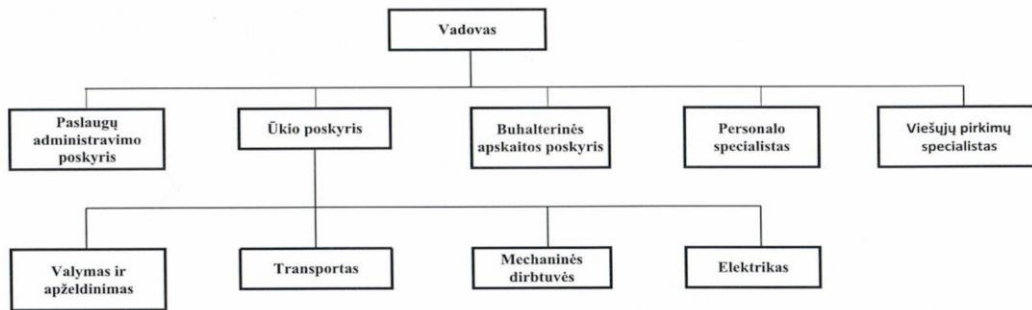 Vadovas
Paslaugų
administravimo
poskyris
Ūkio poskyris
Buhalterinės
apskaitos poskyris
Personalo
specialistas
Viešųjų pirkimų
specialistas
Valymas ir
apželdinimas
Transportas
Mechaninės
dirbtuvės
Elektrikas